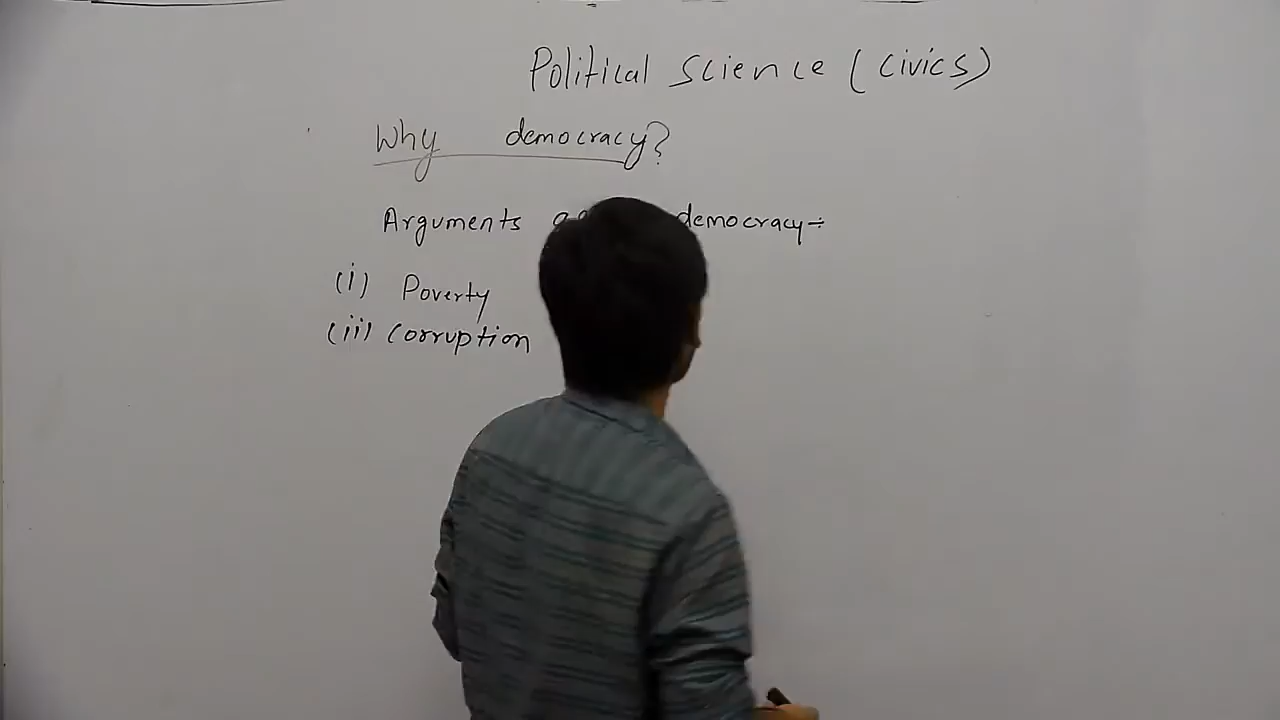 Political Science (Civics)
Why democracy?
Arguments democracy÷
(i) Poverty
(ii) Corruption